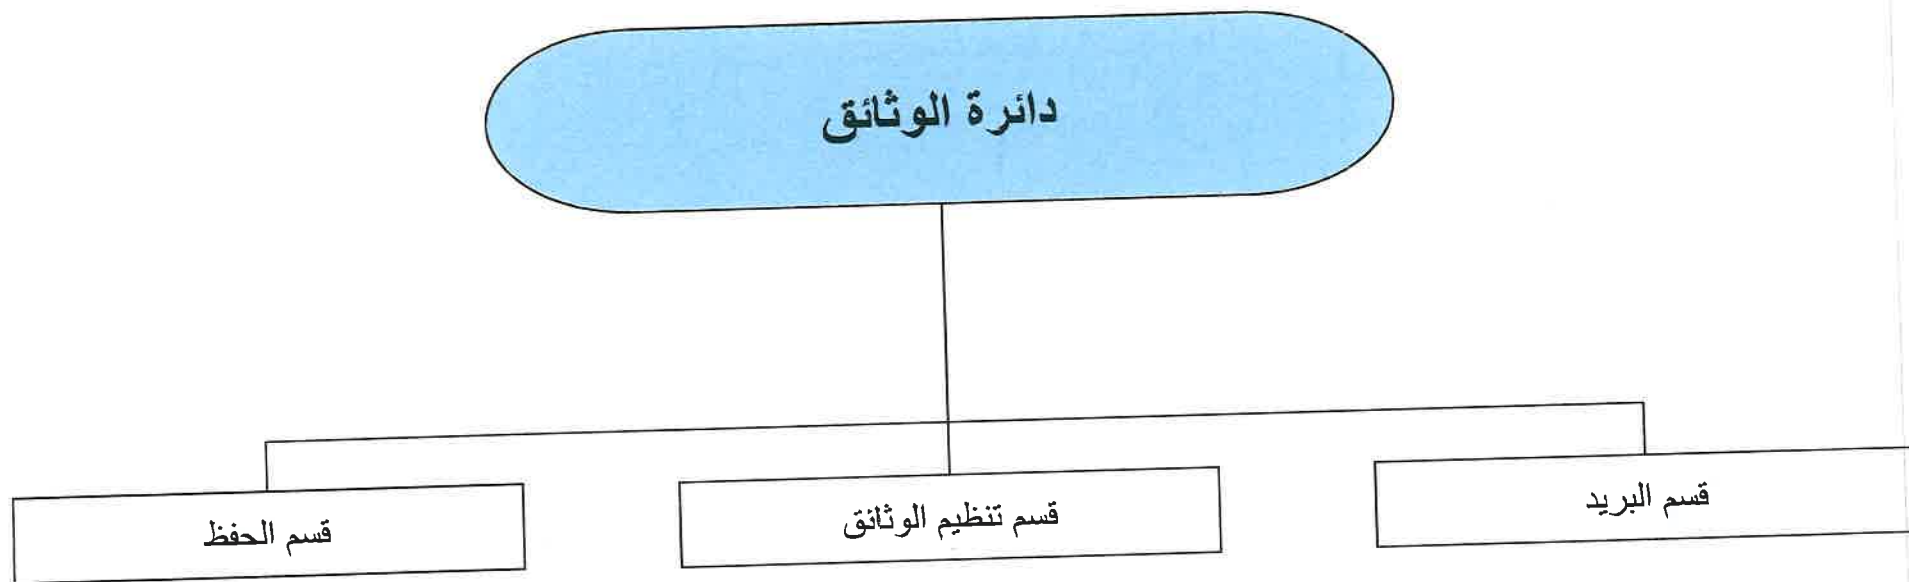 دائرة الوثائق
قسم البريد
قسم تنظيم الوثائق
قسم الحفظ